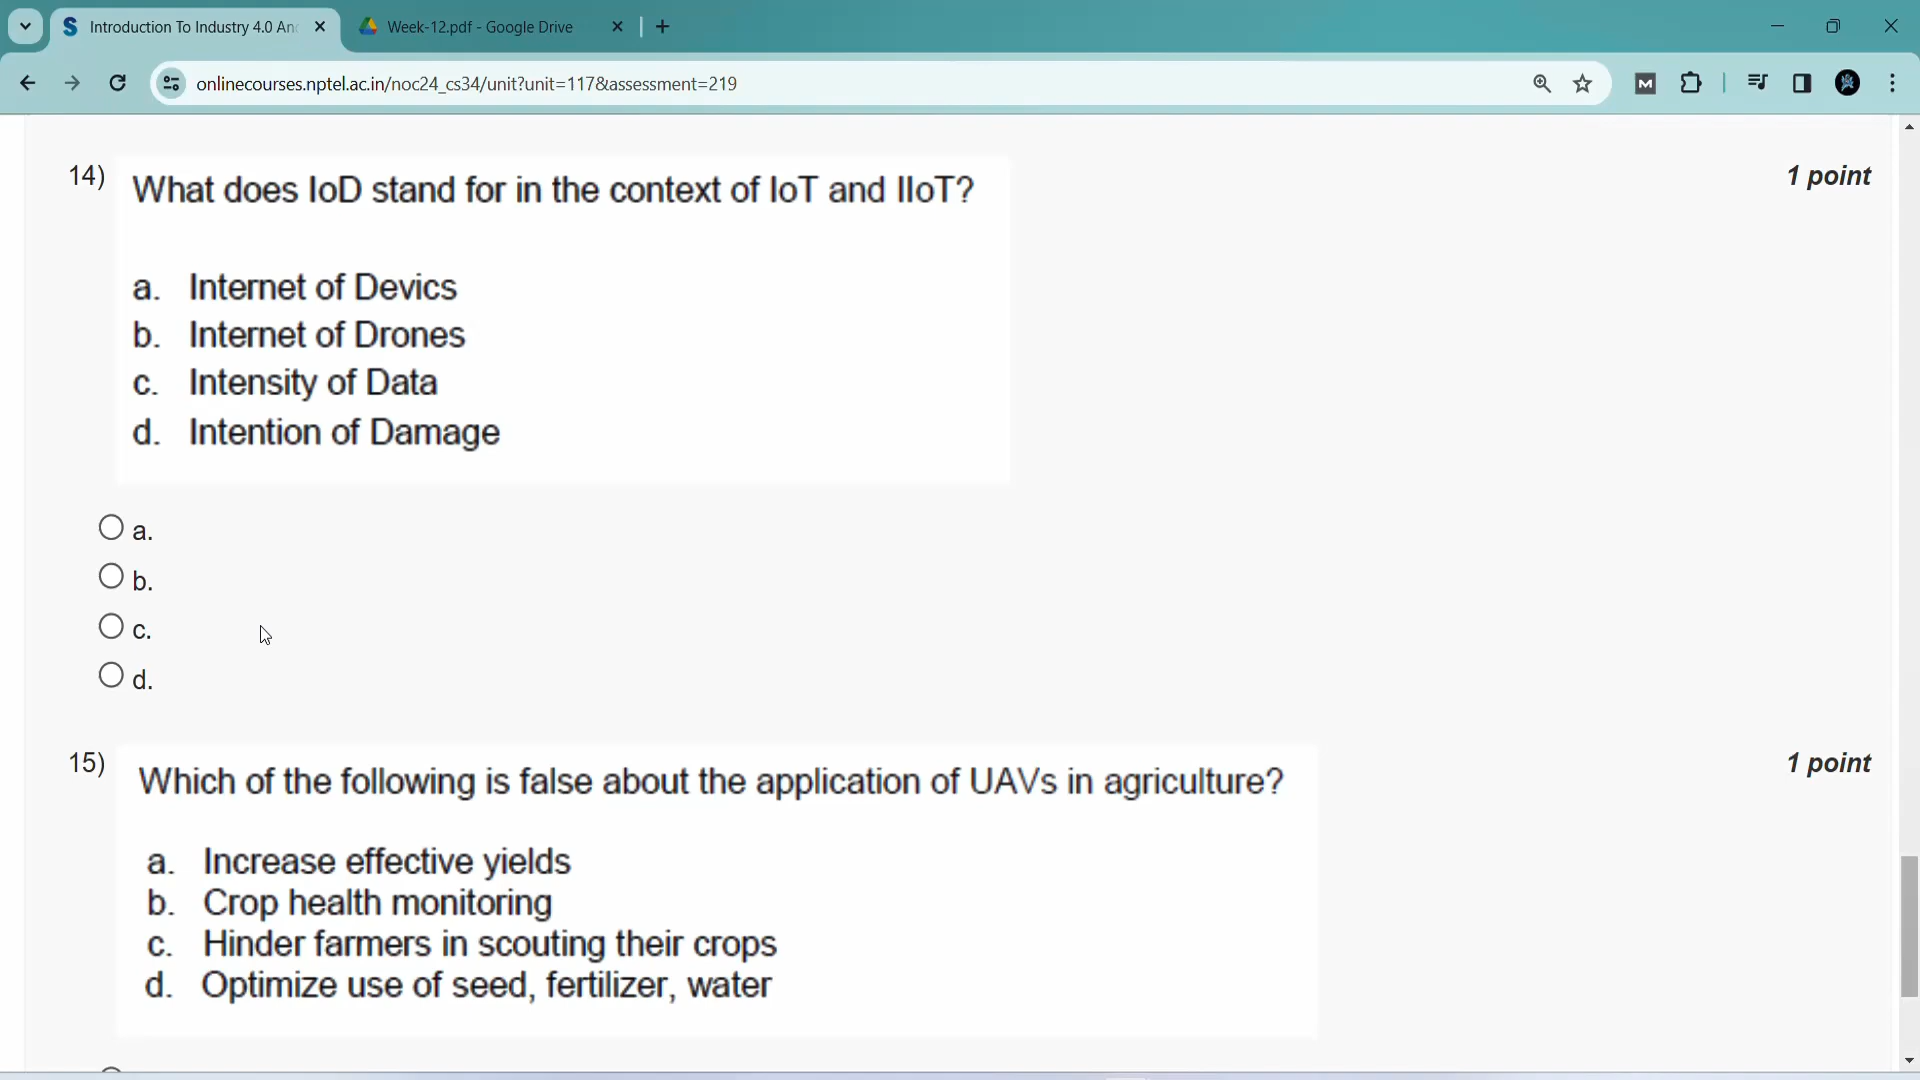 Introduction To Industry 4.0 An
Week-12.pdf - Google Drive
onlinecourses.nptel.ac.in/noc24_cs34/unit?unit=117&assessment=219
14)
What does IoD stand for in the context of IoT and IIoT?
1 point
a. Internet of Devics
b. Internet of Drones
c. Intensity of Data
d. Intention of Damage
a.
b.
c.
d.
15)
Which of the following is false about the application of UAVs in agriculture?
1 point
a. Increase effective yields
b. Crop health monitoring
c. Hinder farmers in scouting their crops
d. Optimize use of seed, fertilizer, water